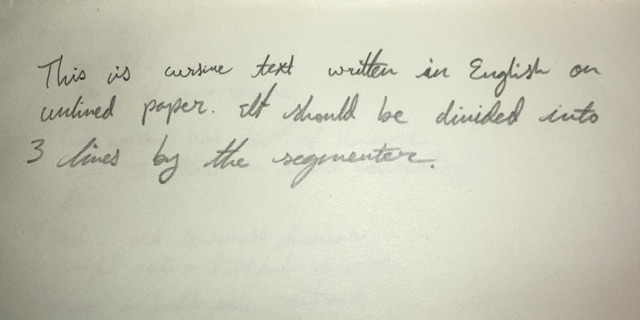 This is cursive text written in English on
unlined paper. It should be divided into
3 lines by the segmenter.